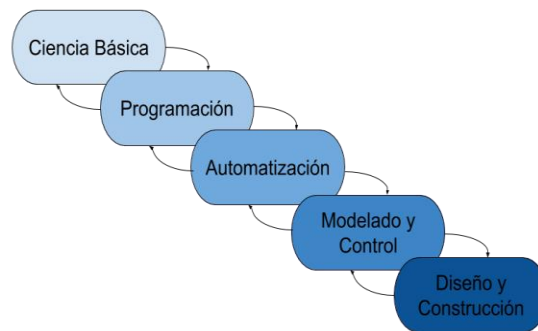 Ciencia Básica
Programación
Automatización
Modelado y
Control
Diseño y
Construcción